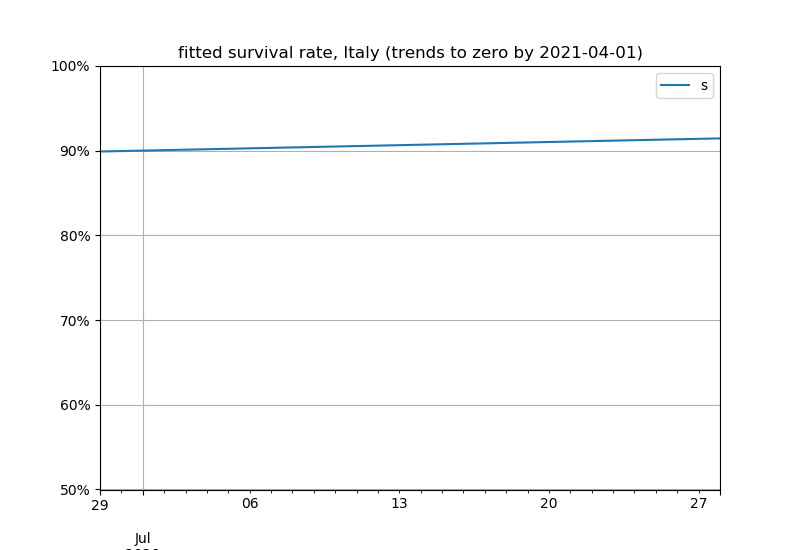 fitted survival rate, Italy (trends to zero by 2021-04-01)
100%
s
90%
80%
70%
60%
50%
29 06 13 20 27
Jul